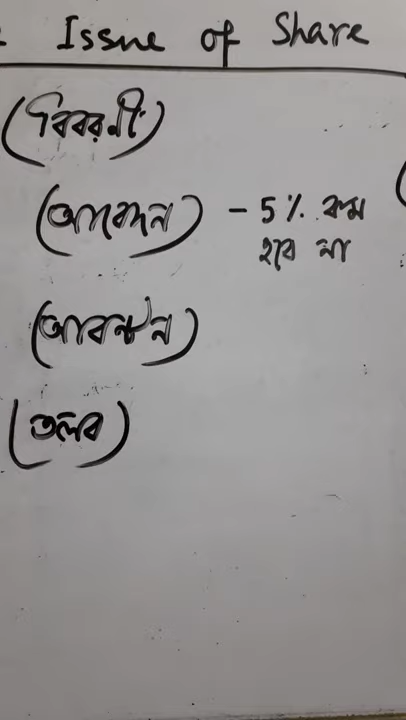 Issue of Share
(বিবরণী)
(আবেদন) - 5% কম
হবে না
(আবন্টন)
(তলব)